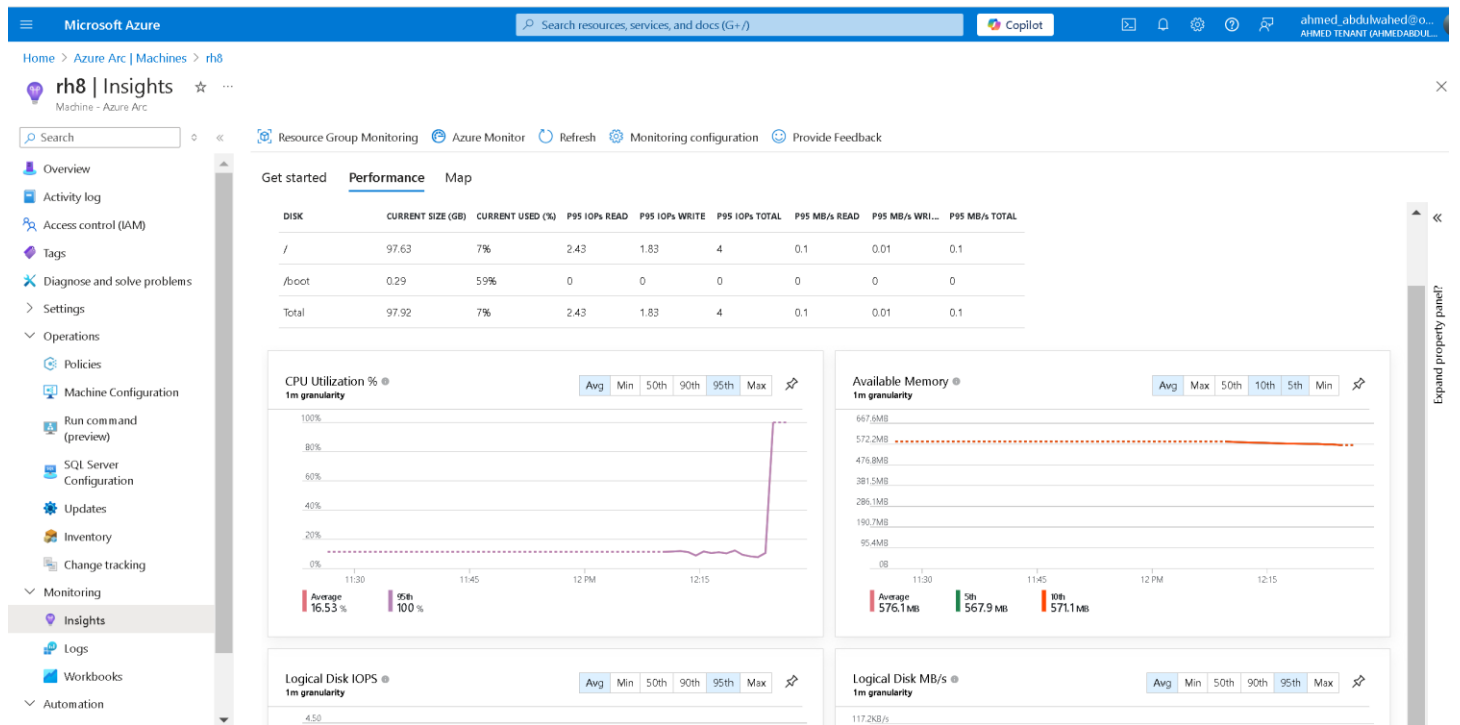 Microsoft Azure
Search resources, services, and docs (G+/)
Copilot
ahmed_abdulwahed@o...
AHMED TENANT (AHMEDABDUL...
Home > Azure Arc | Machines > rh8
rh8 | Insights
Machine - Azure Arc
Search
Resource Group Monitoring
Azure Monitor
Refresh
Monitoring configuration
Provide Feedback
Overview
Activity log
Access control (IAM)
Tags
Diagnose and solve problems
Settings
Operations
Policies
Machine Configuration
Run command
(preview)
SQL Server
Configuration
Updates
Inventory
Change tracking
Monitoring
Insights
Logs
Workbooks
Automation
Get started Performance Map
DISK CURRENT SIZE (GB) CURRENT USED (%) P95 IOPs READ P95 IOPs WRITE P95 IOPs TOTAL P95 MB/s READ P95 MB/s WRI... P95 MB/s TOTAL
/ 97.63 7% 2.43 1.83 4 0.1 0.01 0.1
/boot 0.29 59% 0 0 0 0 0 0
Total 97.92 7% 2.43 1.83 4 0.1 0.01 0.1
Expand property panel?
CPU Utilization %
1m granularity
Avg Min 50th 90th 95th Max
100%
80%
60%
40%
20%
0%
11:30 11:45 12 PM 12:15
Average
16.53 %
95th
100 %
Available Memory
1m granularity
Avg Max 50th 10th 5th Min
667.6MB
572.2MB
476.8MB
381.5MB
286.1MB
190.7MB
95.4MB
0B
11:30 11:45 12 PM 12:15
Average
576.1 MB
5th
567.9 MB
10th
571.1 MB
Logical Disk IOPS
1m granularity
Avg Min 50th 90th 95th Max
4.50
Logical Disk MB/s
1m granularity
Avg Min 50th 90th 95th Max
117.2KB/s